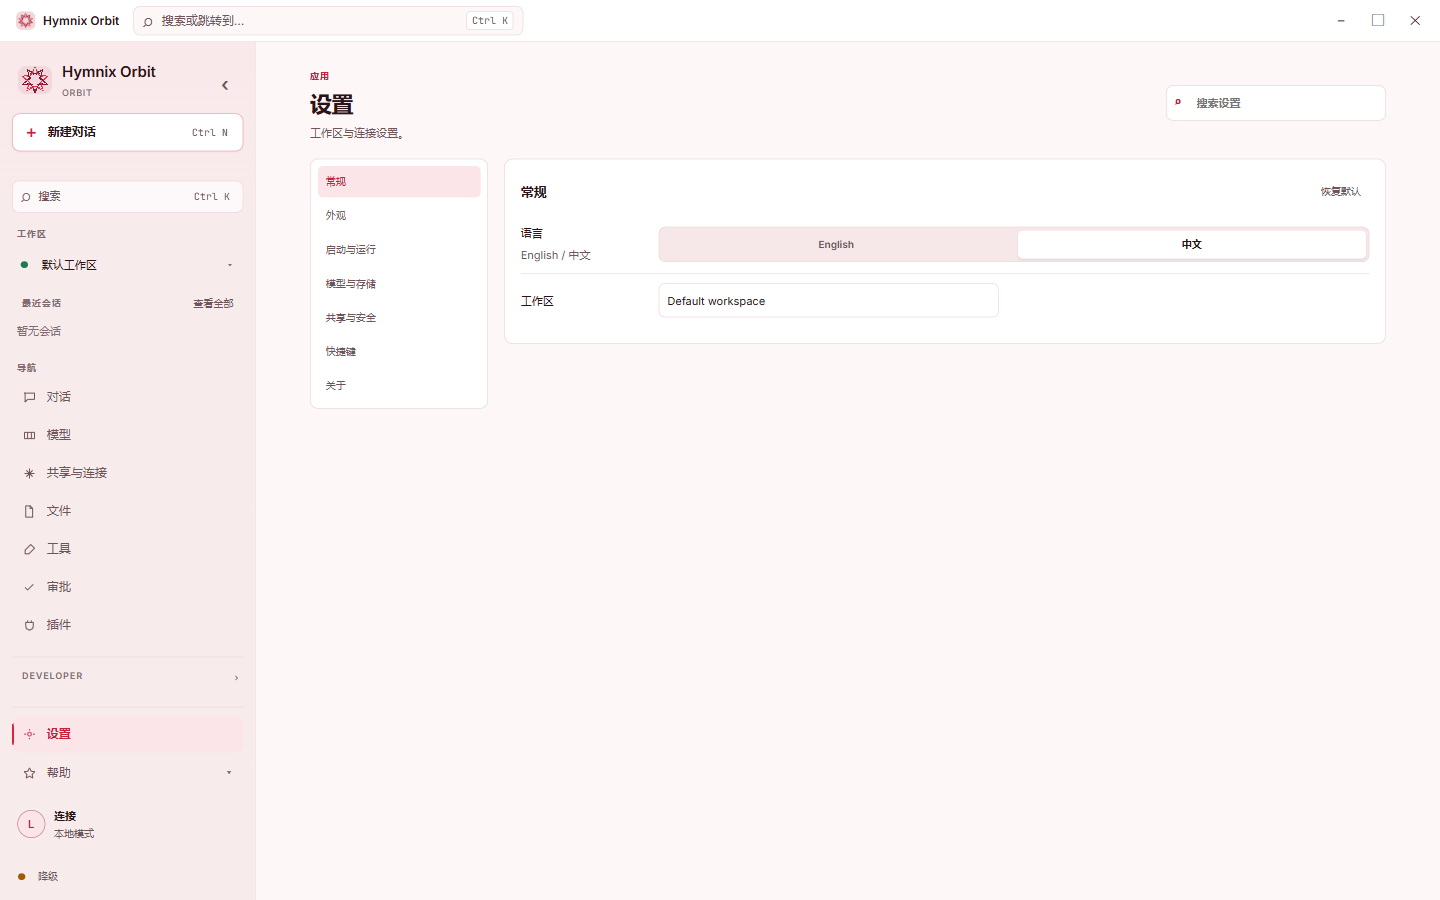 Hymnix Orbit
搜索或跳转到...
Ctrl K
Hymnix Orbit
ORBIT
新建对话
Ctrl N
搜索
Ctrl K
工作区
默认工作区
最近会话
查看全部
暂无会话
导航
对话
模型
共享与连接
文件
工具
审批
插件
DEVELOPER
设置
帮助
L
连接
本地模式
降级
应用
设置
工作区与连接设置。
搜索设置
常规
外观
启动与运行
模型与存储
共享与安全
快捷键
关于
常规
恢复默认
语言
English / 中文
English
中文
工作区
Default workspace